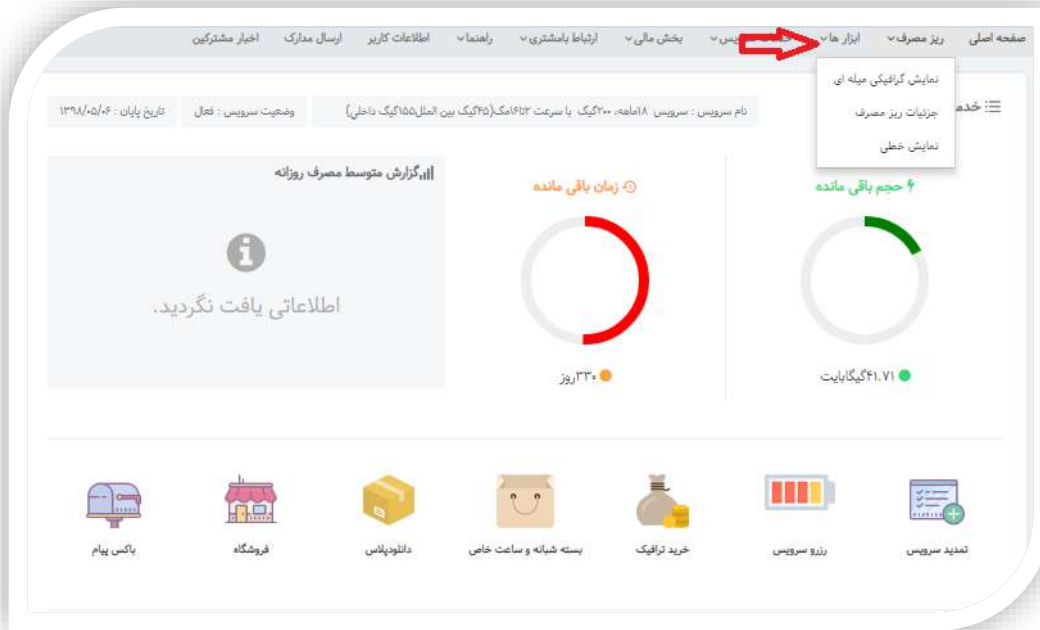 صفحه اصلی ریز مصرف ابزار ها بخش مالی ارتباط بامشتری راهنما اطلاعات کاربر ارسال مدارک اخبار مشترکین
نمایش گرافیکی میله ای
جزئیات ریز مصرف
نمایش خطی
نام سرویس : سرویس ۱۸ماهه، ۲۰۰گیگ با سرعت ۲تا۱۶مگ(۴۵گیگ بین الملل۱۵۵گیگ داخلی) وضعیت سرویس : فعال تاریخ پایان : ۱۳۹۸/۰۵/۰۶
حجم باقی مانده
۴۱.۷۱گیگابایت
زمان باقی مانده
۳۳۰روز
گزارش متوسط مصرف روزانه
اطلاعاتی یافت نگردید.
تمدید سرویس رزرو سرویس خرید ترافیک بسته شبانه و ساعت خاص دانلودپلاس فروشگاه باکس پیام